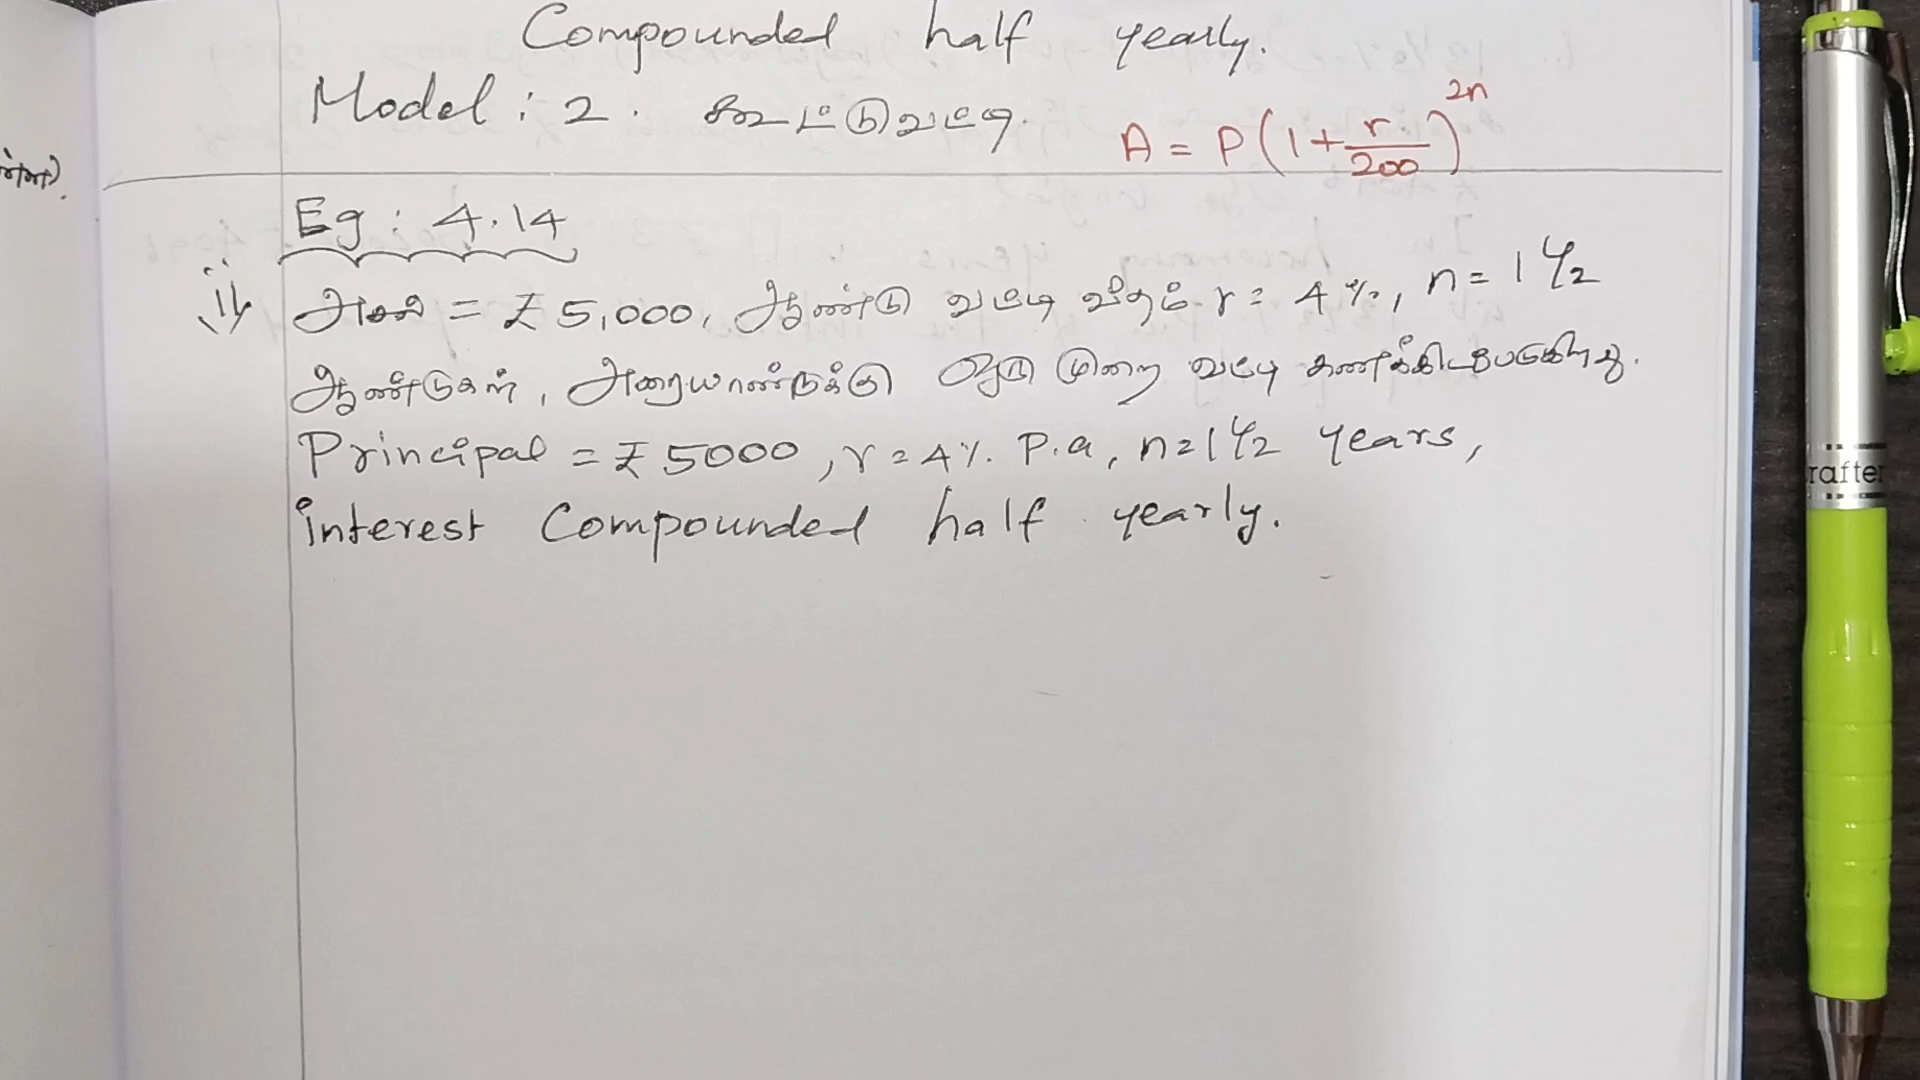 Compounded half yearly.
Model : 2. கூட்டுவட்டி. A = P(1+r/200)^2n
Eg : 4.14
ii) அசல் = ₹ 5,000, ஆண்டு வட்டி வீதம் r = 4 %, n = 1 1/2
ஆண்டுகள், அரையாண்டுக்கு ஒரு முறை வட்டி கணக்கிடப்படுகிறது.
Principal = ₹ 5000, r = 4%. P.a, n=1 1/2 years,
interest Compounded half yearly.
rafter